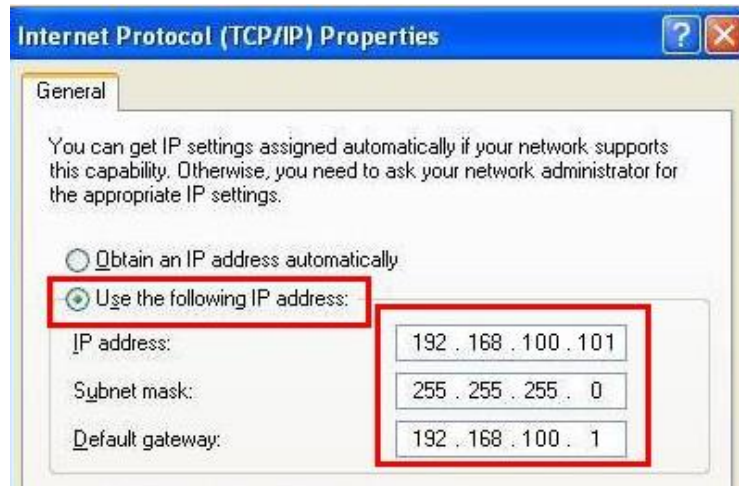 Internet Protocol (TCP/IP) Properties
General
You can get IP settings assigned automatically if your network supports
this capability. Otherwise, you need to ask your network administrator for
the appropriate IP settings.
Obtain an IP address automatically
Use the following IP address:
IP address: 192 . 168 . 100 . 101
Subnet mask: 255 . 255 . 255 . 0
Default gateway: 192 . 168 . 100 . 1